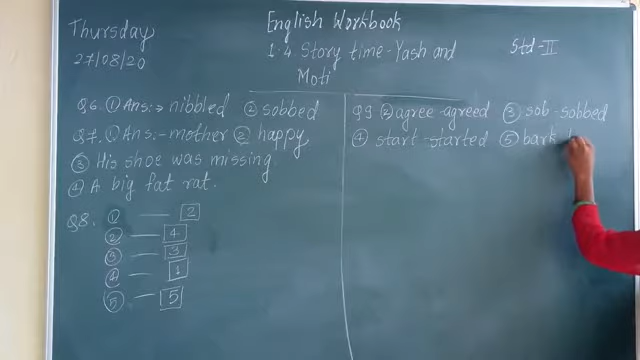 Thursday
27/08/20
English Workbook
1.4 Story time - Yash and
Moti
Std-II
Q6. ① Ans:→ nibbled ② sobbed
Q7. ① Ans.- mother ② happy
③ His shoe was missing.
④ A big fat rat.
Q8. ① — 2
② — 4
③ — 3
④ — 1
⑤ — 5
Q9 ② agree - agreed ③ sob - sobbed
④ start - started ⑤ bark